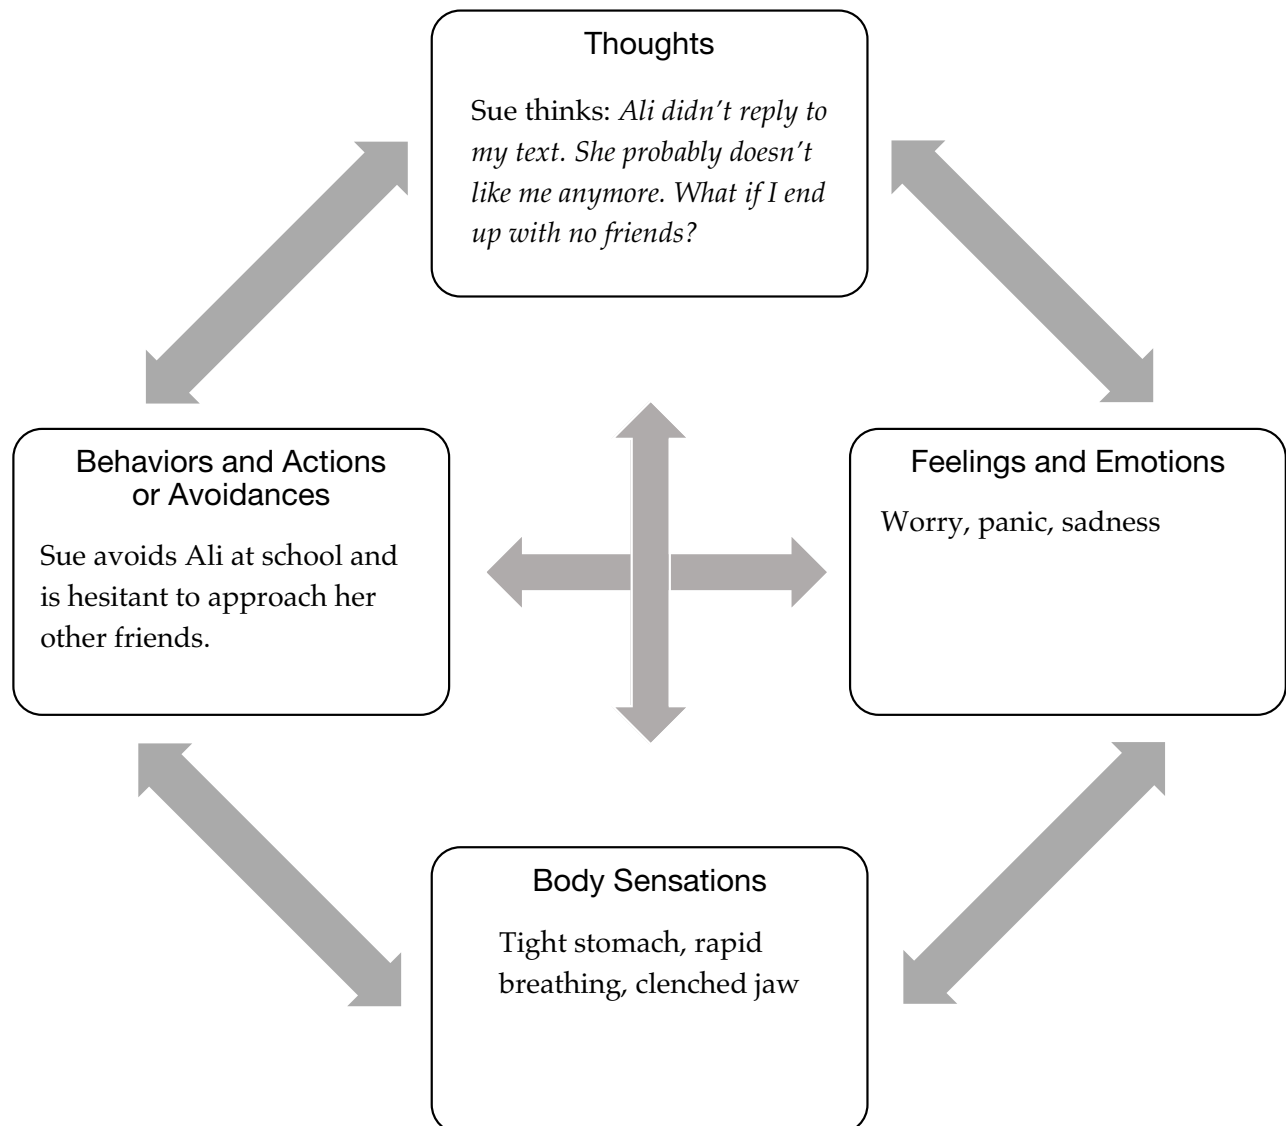 Thoughts
Sue thinks: Ali didn’t reply to
my text. She probably doesn’t
like me anymore. What if I end
up with no friends?
Behaviors and Actions
or Avoidances
Sue avoids Ali at school and
is hesitant to approach her
other friends.
Feelings and Emotions
Worry, panic, sadness
Body Sensations
Tight stomach, rapid
breathing, clenched jaw